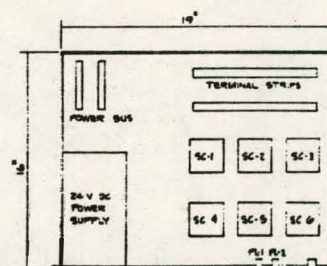 19"
TERMINAL STRIPS
POWER BUS
16"
SC-1 SC-2 SC-3
24 V DC
POWER
SUPPLY
SC 4 SC-5 SC 6